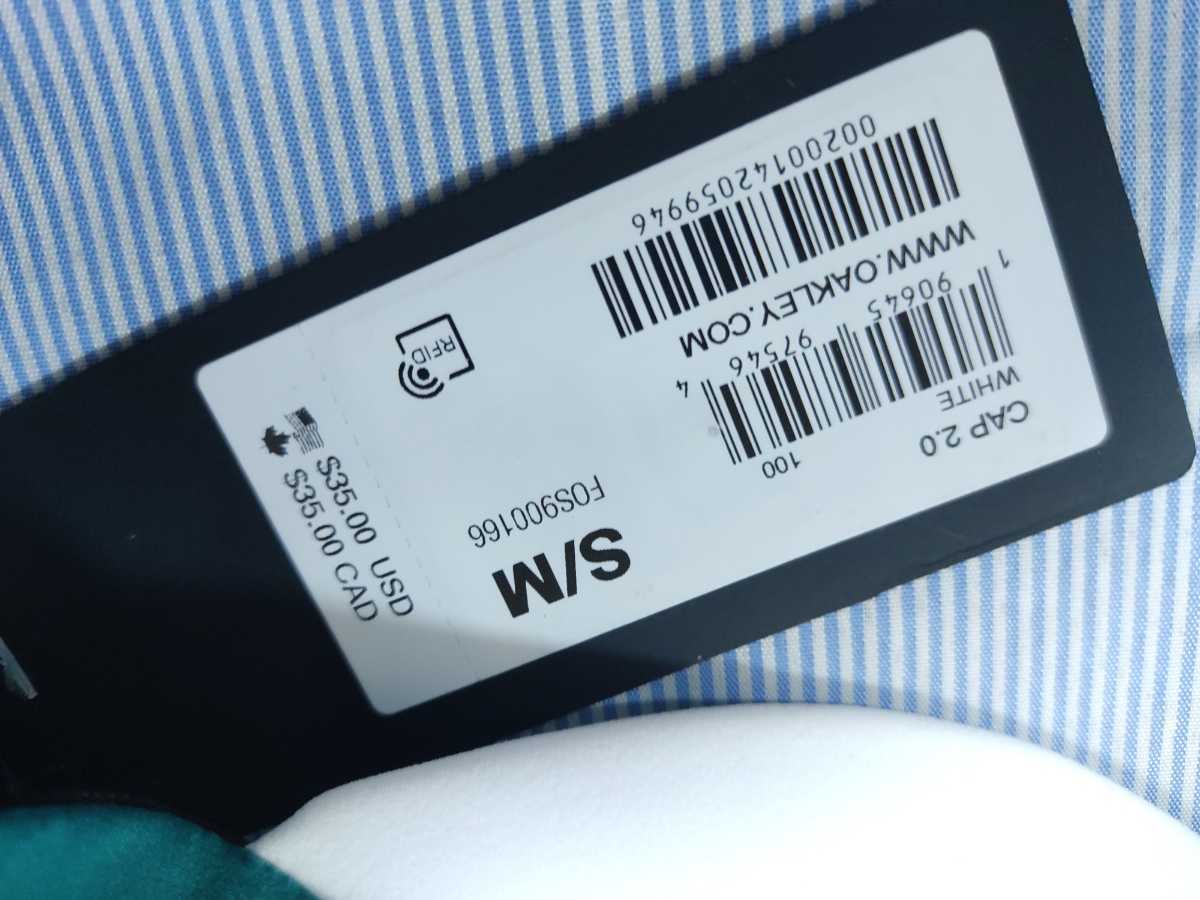 CAP 2.0
WHITE
100
1 90645 97546 4
WWW.OAKLEY.COM
00200142059946
S/M
FOS900166
RFID
$35.00 USD
$35.00 CAD